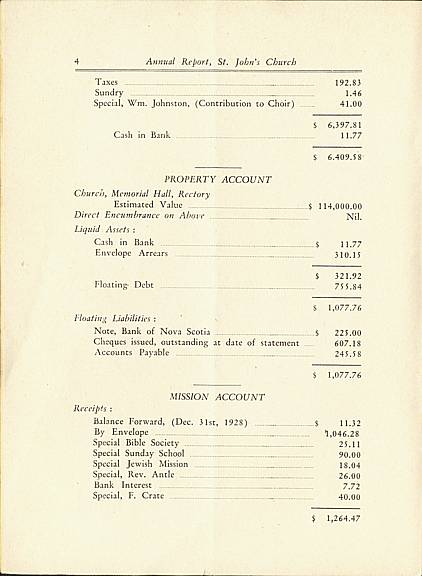 4 Annual Report, St. John's Church
Taxes 192.83
Sundry 1.46
Special, Wm. Johnston, (Contribution to Choir) 41.00
$ 6,397.81
Cash in Bank 11.77
$ 6.409.58
PROPERTY ACCOUNT
Church, Memorial Hall, Rectory
Estimated Value $ 114,000.00
Direct Encumbrance on Above Nil.
Liquid Assets :
Cash in Bank $ 11.77
Envelope Arrears 310.15
$ 321.92
Floating Debt 755.84
$ 1,077.76
Floating Liabilities :
Note, Bank of Nova Scotia $ 225.00
Cheques issued, outstanding at date of statement 607.18
Accounts Payable 245.58
$ 1,077.76
MISSION ACCOUNT
Receipts :
Balance Forward, (Dec. 31st, 1928) $ 11.32
By Envelope 1,046.28
Special Bible Society 25.11
Special Sunday School 90.00
Special Jewish Mission 18.04
Special, Rev. Antle 26.00
Bank Interest 7.72
Special, F. Crate 40.00
$ 1,264.47